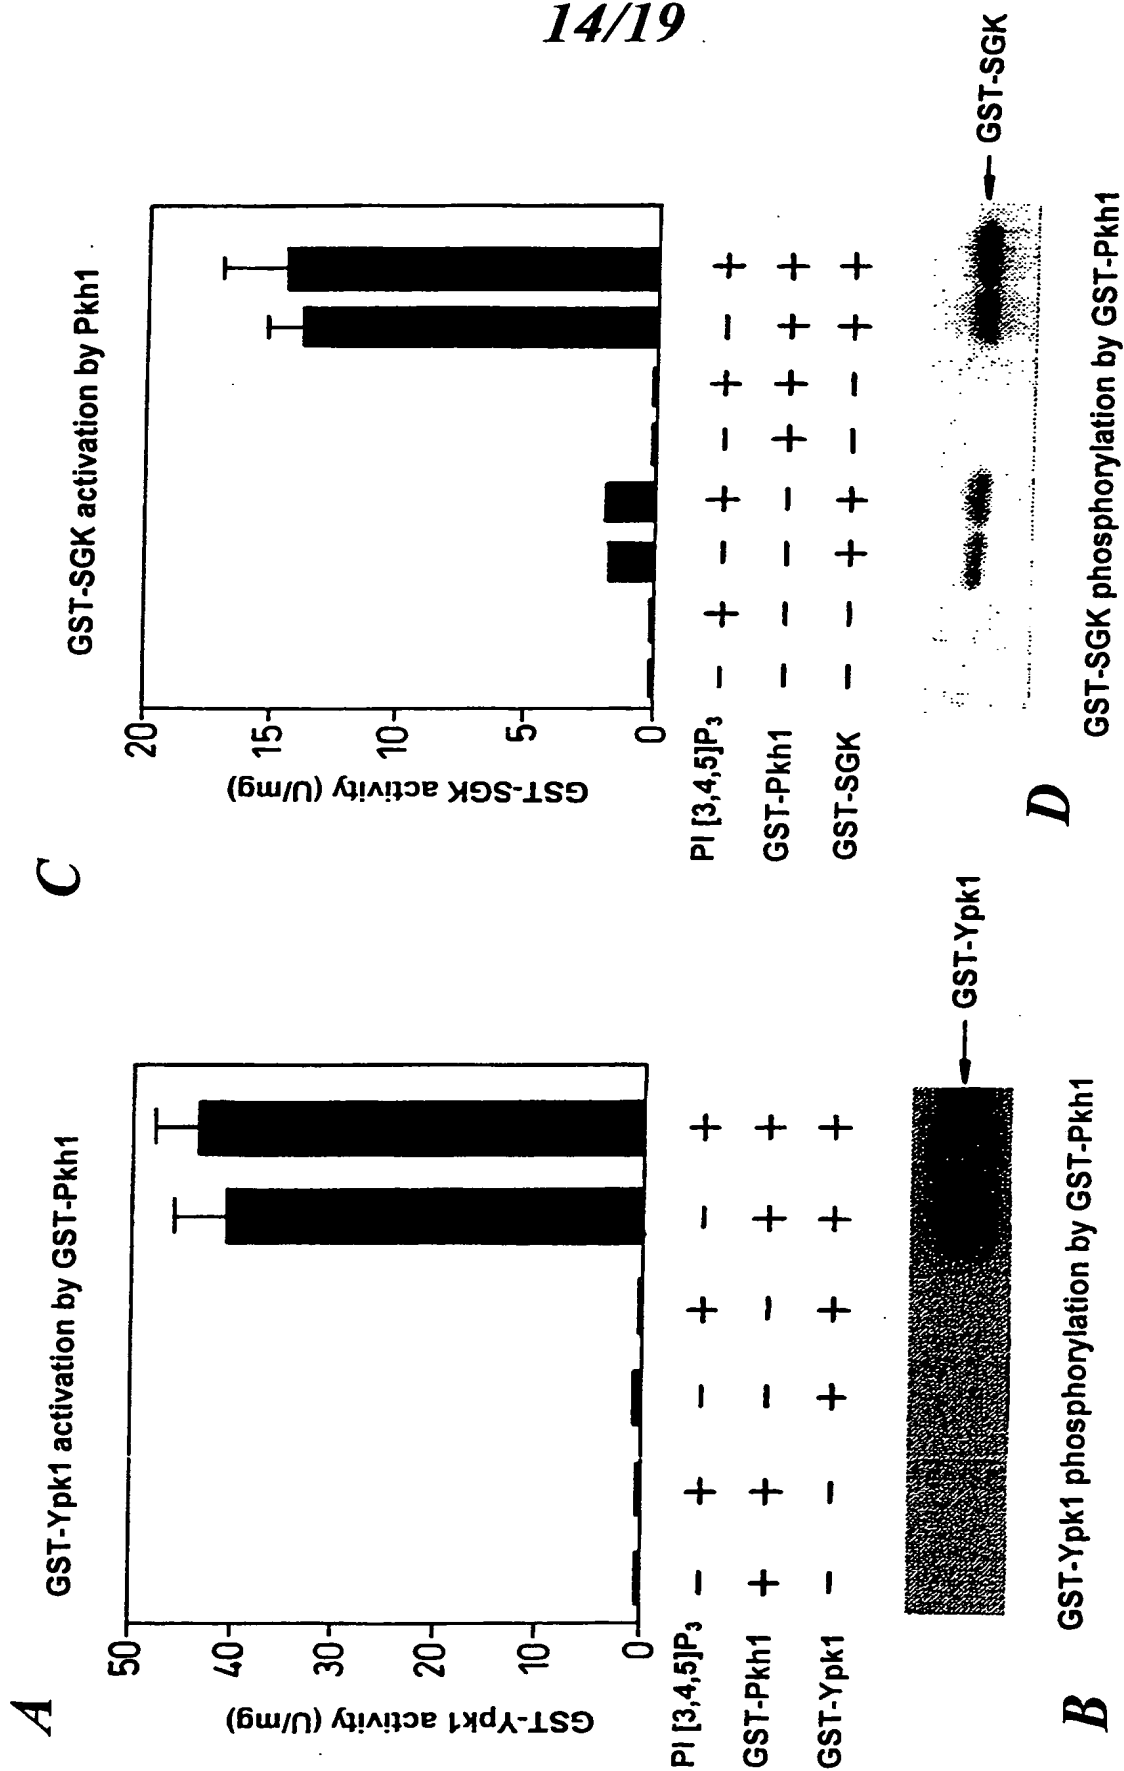 14/19
A
GST-Ypk1 activation by GST-Pkh1
GST-Ypk1 activity (U/mg)
50
40
30
20
10
0
PI [3,4,5]P3 - + - + - +
GST-Pkh1 + + - - + +
GST-Ypk1 - - + + + +
GST-Ypk1
B
GST-Ypk1 phosphorylation by GST-Pkh1
C
GST-SGK activation by Pkh1
GST-SGK activity (U/mg)
20
15
10
5
0
PI [3,4,5]P3 - + - + - + - +
GST-Pkh1 - - - - + + + +
GST-SGK - - + + - - + +
GST-SGK
D
GST-SGK phosphorylation by GST-Pkh1